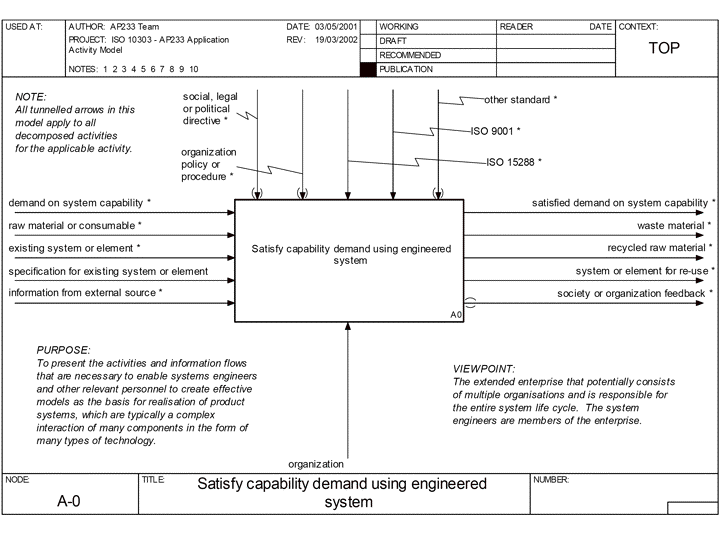 USED AT:
AUTHOR: AP233 Team
DATE: 03/05/2001
PROJECT: ISO 10303 - AP233 Application
Activity Model
REV: 19/03/2002
NOTES: 1 2 3 4 5 6 7 8 9 10
WORKING
DRAFT
RECOMMENDED
PUBLICATION
READER
DATE
CONTEXT:
TOP
NOTE:
All tunnelled arrows in this
model apply to all
decomposed activities
for the applicable activity.
social, legal
or political
directive *
organization
policy or
procedure *
other standard *
ISO 9001 *
ISO 15288 *
demand on system capability *
raw material or consumable *
existing system or element *
specification for existing system or element
information from external source *
Satisfy capability demand using engineered
system
A0
satisfied demand on system capability *
waste material *
recycled raw material *
system or element for re-use *
society or organization feedback *
PURPOSE:
To present the activities and information flows
that are necessary to enable systems engineers
and other relevant personnel to create effective
models as the basis for realisation of product
systems, which are typically a complex
interaction of many components in the form of
many types of technology.
VIEWPOINT:
The extended enterprise that potentially consists
of multiple organisations and is responsible for
the entire system life cycle. The system
engineers are members of the enterprise.
organization
NODE:
A-0
TITLE:
Satisfy capability demand using engineered
system
NUMBER: